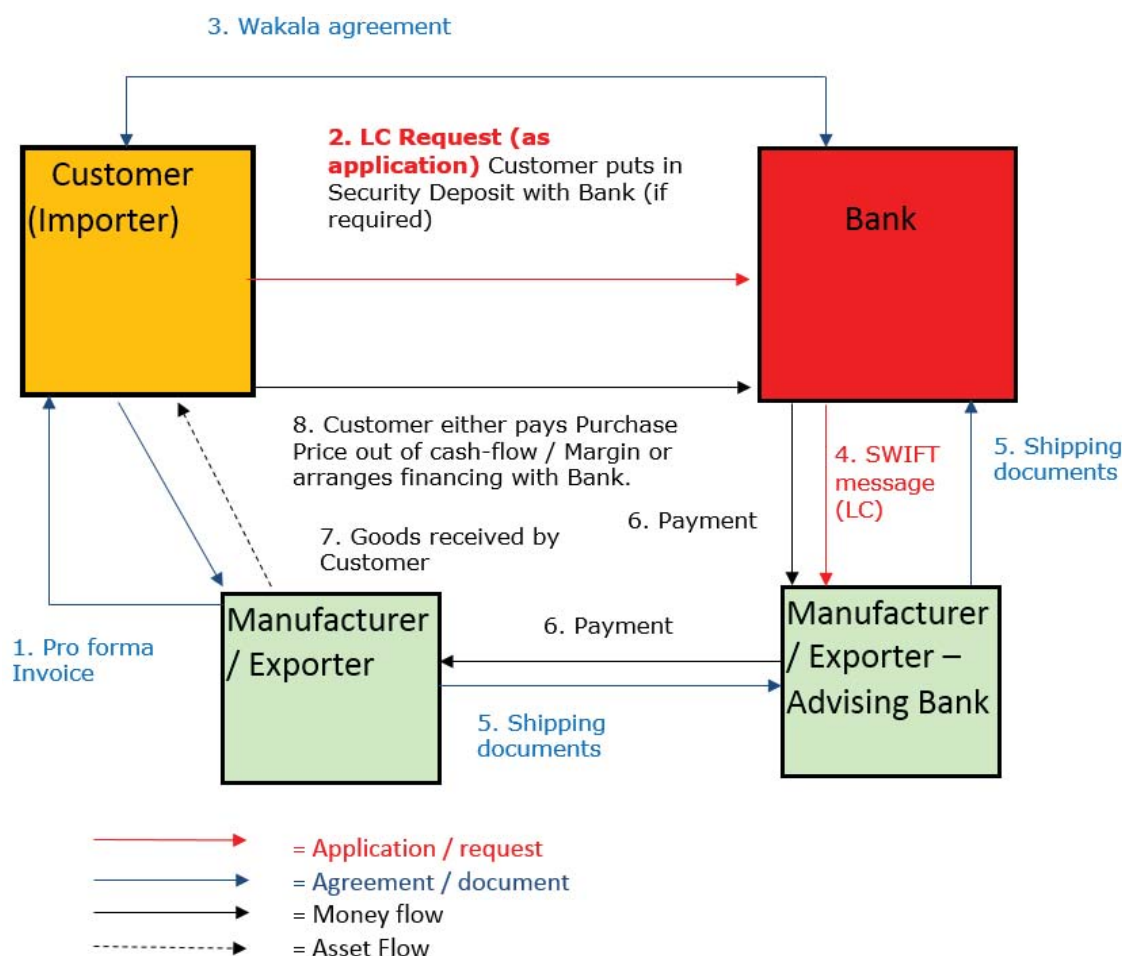 3. Wakala agreement
Customer
(Importer)
2. LC Request (as
application) Customer puts in
Security Deposit with Bank (if
required)
Bank
8. Customer either pays Purchase
Price out of cash-flow / Margin or
arranges financing with Bank.
4. SWIFT
message
(LC)
5. Shipping
documents
6. Payment
7. Goods received by
Customer
1. Pro forma
Invoice
Manufacturer
/ Exporter
6. Payment
5. Shipping
documents
Manufacturer
/ Exporter –
Advising Bank
= Application / request
= Agreement / document
= Money flow
= Asset Flow